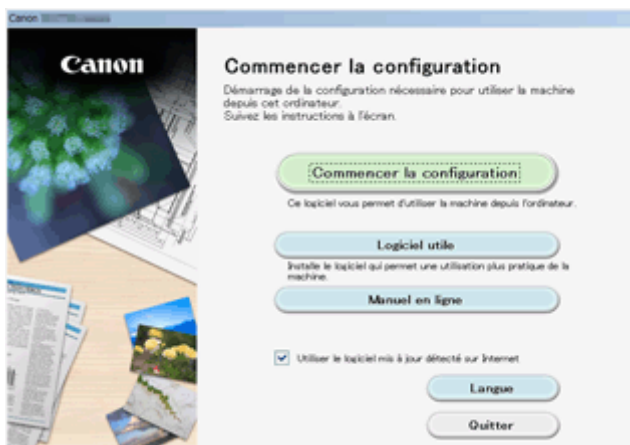 Canon
Canon
Commencer la configuration
Démarrage de la configuration nécessaire pour utiliser la machine
depuis cet ordinateur.
Suivez les instructions à l'écran.
Commencer la configuration
Ce logiciel vous permet d'utiliser la machine depuis l'ordinateur.
Logiciel utile
Installe le logiciel qui permet une utilisation plus pratique de la
machine.
Manuel en ligne
Utiliser le logiciel mis à jour détecté sur Internet
Langue
Quitter